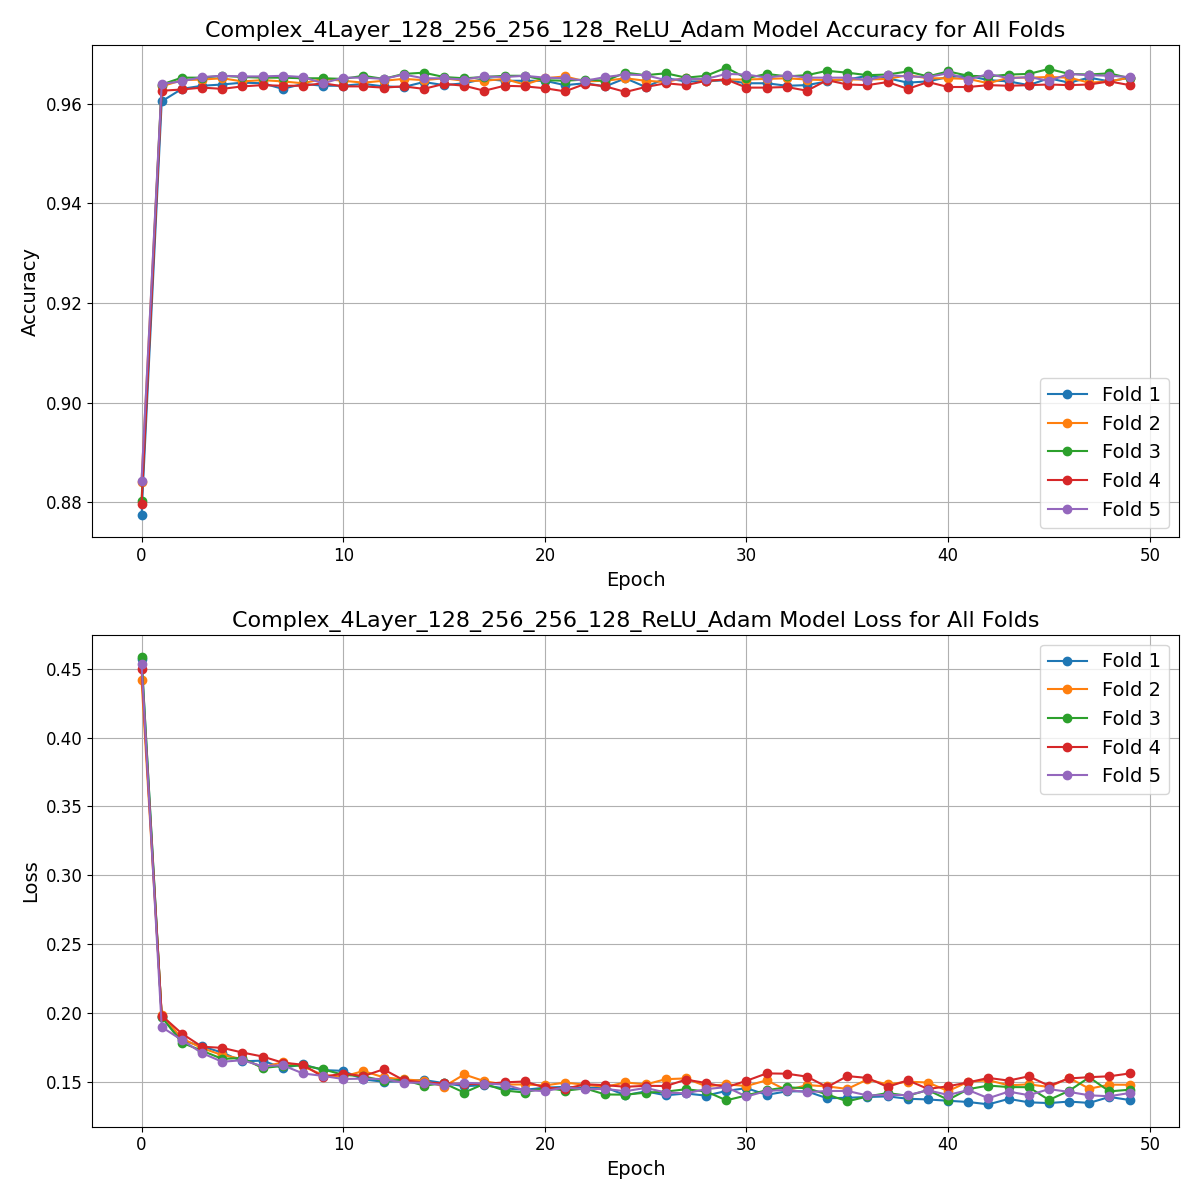 Complex_4Layer_128_256_256_128_ReLU_Adam Model Accuracy for All Folds
0.96
0.94
0.92
0.90
0.88
Accuracy
Fold 1
Fold 2
Fold 3
Fold 4
Fold 5
0 10 20 30 40 50
Epoch
Complex_4Layer_128_256_256_128_ReLU_Adam Model Loss for All Folds
0.45
0.40
0.35
0.30
0.25
0.20
0.15
Loss
Fold 1
Fold 2
Fold 3
Fold 4
Fold 5
0 10 20 30 40 50
Epoch